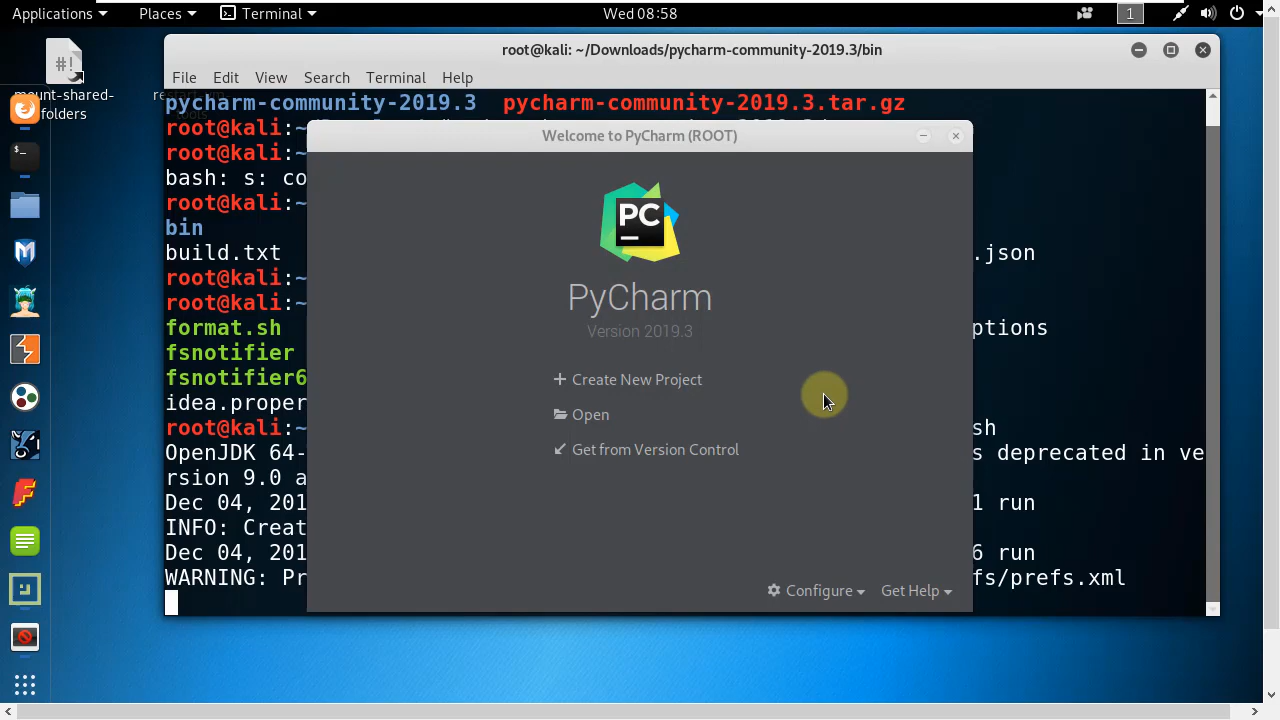 Applications Places Terminal Wed 08:58 1
root@kali: ~/Downloads/pycharm-community-2019.3/bin
#!
mount-shared-folders
File Edit View Search Terminal Help
pycharm-community-2019.3 pycharm-community-2019.3.tar.gz
root@kali:~
root@kali:~
bash: s: co
root@kali:~
bin
build.txt .json
root@kali:~
root@kali:~
format.sh ptions
fsnotifier
fsnotifier6
idea.proper
root@kali:~ sh
OpenJDK 64- s deprecated in ve
rsion 9.0 a
Dec 04, 201 1 run
INFO: Creat
Dec 04, 201 6 run
WARNING: Pr fs/prefs.xml
Welcome to PyCharm (ROOT)
PC
PyCharm
Version 2019.3
Create New Project
Open
Get from Version Control
Configure Get Help